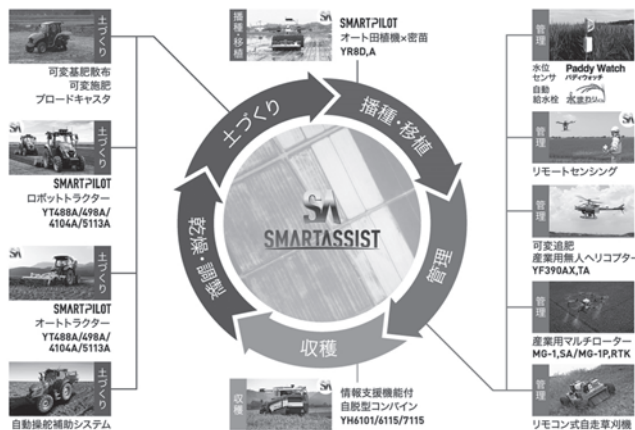 土づくり
可変基肥散布
可変施肥
ブロードキャスタ
SA
土づくり
SMARTPILOT
ロボットトラクター
YT488A/498A/
4104A/5113A
SA
土づくり
SMARTPILOT
オートトラクター
YT488A/498A/
4104A/5113A
土づくり
自動操舵補助システム
播種・移植
SA
SMARTPILOT
オート田植機×密苗
YR8D,A
土づくり
播種・移植
管理
収穫
乾燥・調製
SA
SMARTASSIST
収穫
SA
情報支援機能付
自脱型コンバイン
YH6101/6115/7115
管理
水位
センサ
Paddy Watch
パディウォッチ
自動
給水栓
管理
SA
リモートセンシング
管理
可変追肥
産業用無人ヘリコプター
YF390AX,TA
管理
産業用マルチローター
MG-1,SA/MG-1P,RTK
管理
リモコン式自走草刈機